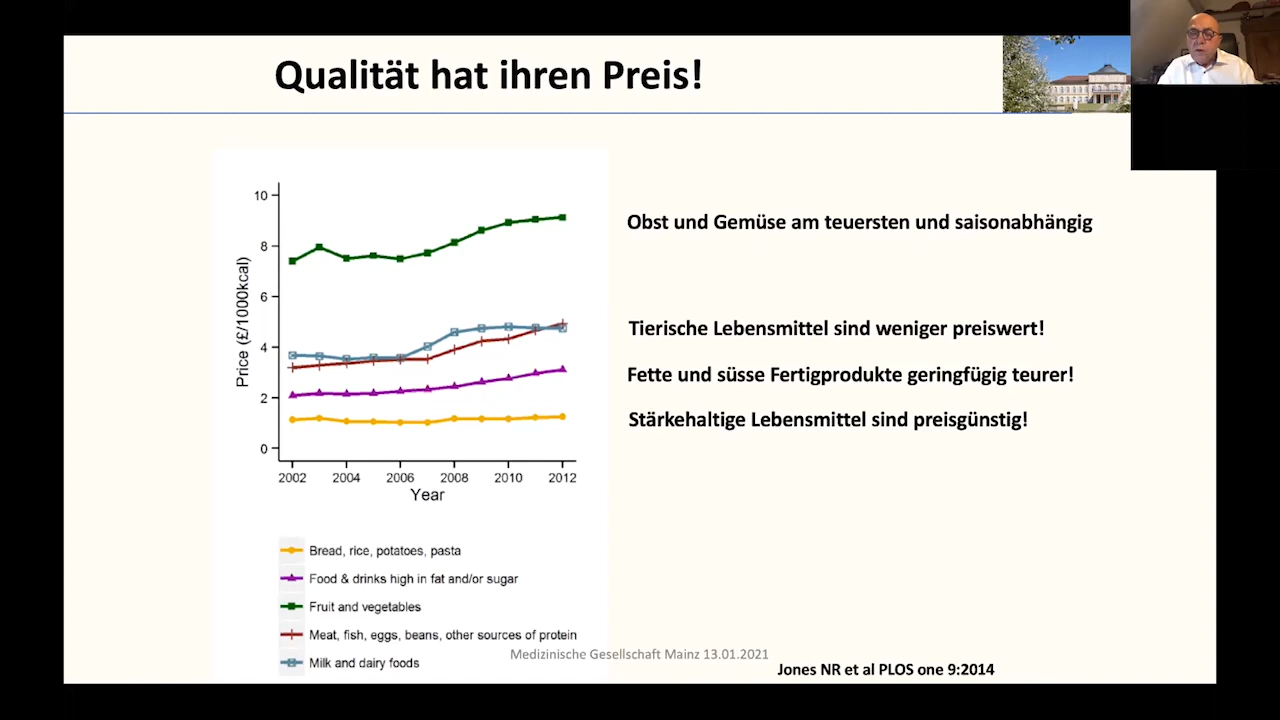 Qualität hat ihren Preis!
10
8
6
4
2
0
Price (£/1000kcal)
2002 2004 2006 2008 2010 2012
Year
Bread, rice, potatoes, pasta
Food & drinks high in fat and/or sugar
Fruit and vegetables
Meat, fish, eggs, beans, other sources of protein
Milk and dairy foods
Obst und Gemüse am teuersten und saisonabhängig
Tierische Lebensmittel sind weniger preiswert!
Fette und süsse Fertigprodukte geringfügig teurer!
Stärkehaltige Lebensmittel sind preisgünstig!
Medizinische Gesellschaft Mainz 13.01.2021
Jones NR et al PLOS one 9:2014